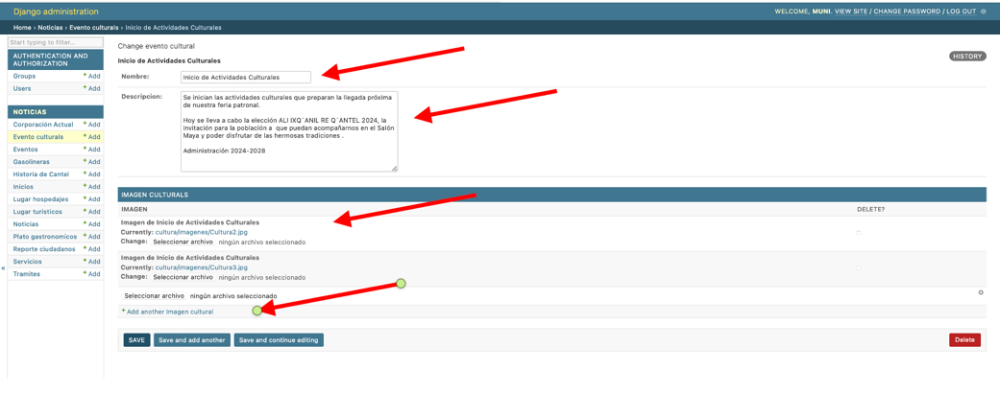 Django administration
WELCOME, MUNI. VIEW SITE / CHANGE PASSWORD / LOG OUT
Home › Noticias › Evento culturals › Inicio de Actividades Culturales
Start typing to filter...
AUTHENTICATION AND
AUTHORIZATION
Groups + Add
Users + Add
NOTICIAS
Corporación Actual + Add
Evento culturals + Add
Eventos + Add
Gasolineras + Add
Historia de Cantel + Add
Inicios + Add
Lugar hospedajes + Add
Lugar turisticos + Add
Noticias + Add
Plato gastronomicos + Add
Reporte ciudadanos + Add
Servicios + Add
Tramites + Add
«
Change evento cultural
HISTORY
Inicio de Actividades Culturales
Nombre: Inicio de Actividades Culturales
Descripcion: Se inician las actividades culturales que preparan la llegada próxima
de nuestra feria patronal.
Hoy se lleva a cabo la elección ALI IXQ´ANIL RE Q´ANTEL 2024, la
invitación para la población a que puedan acompañarnos en el Salón
Maya y poder disfrutar de las hermosas tradiciones .
Administración 2024-2028
IMAGEN CULTURALS
IMAGEN DELETE?
Imagen de Inicio de Actividades Culturales
Currently: cultura/imagenes/Cultura2.jpg
Change: Seleccionar archivo ningún archivo seleccionado
Imagen de Inicio de Actividades Culturales
Currently: cultura/imagenes/Cultura3.jpg
Change: Seleccionar archivo ningún archivo seleccionado
Seleccionar archivo ningún archivo seleccionado
+ Add another Imagen cultural
SAVE Save and add another Save and continue editing Delete